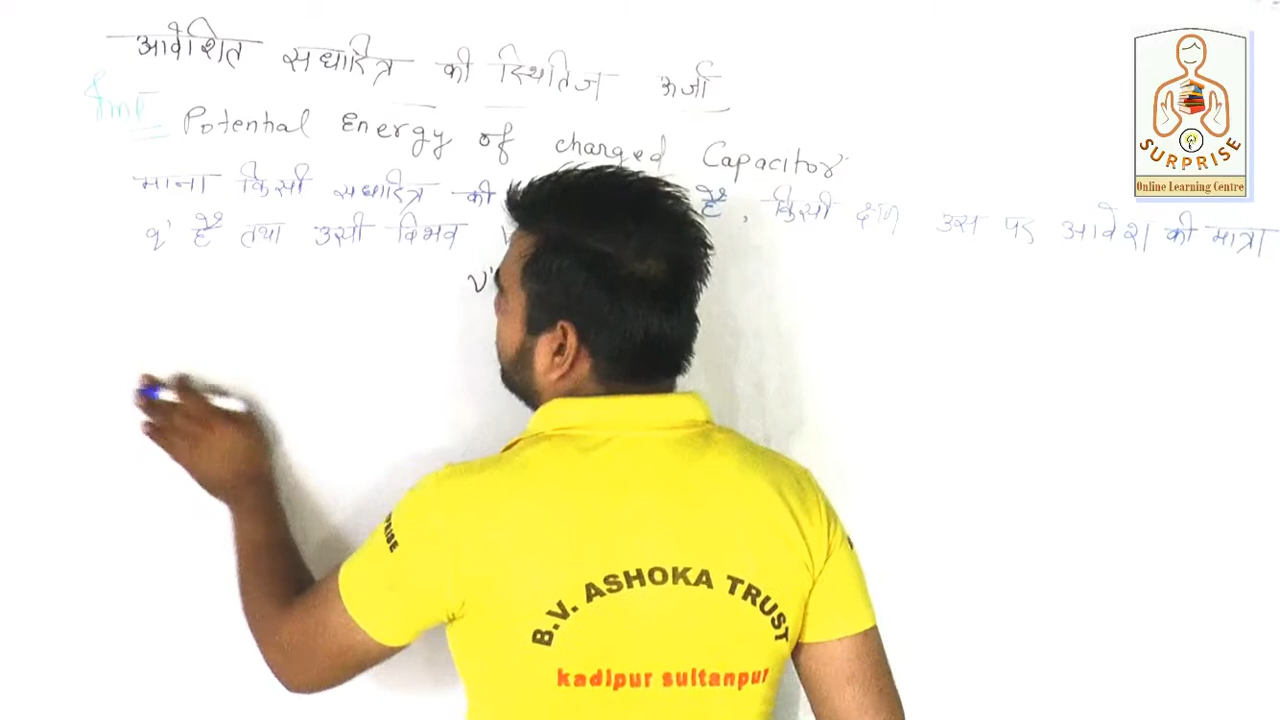 आवेशित संधारित्र की स्थितिज ऊर्जा
Imp Potential Energy of charged Capacitor
माना किसी संधारित्र की है, किसी क्षण उस पर आवेश की मात्रा
q' है तथा उसी विभव
v'
SURPRISE
Online Learning Centre
B.V. ASHOKA TRUST
kadipur sultanpur